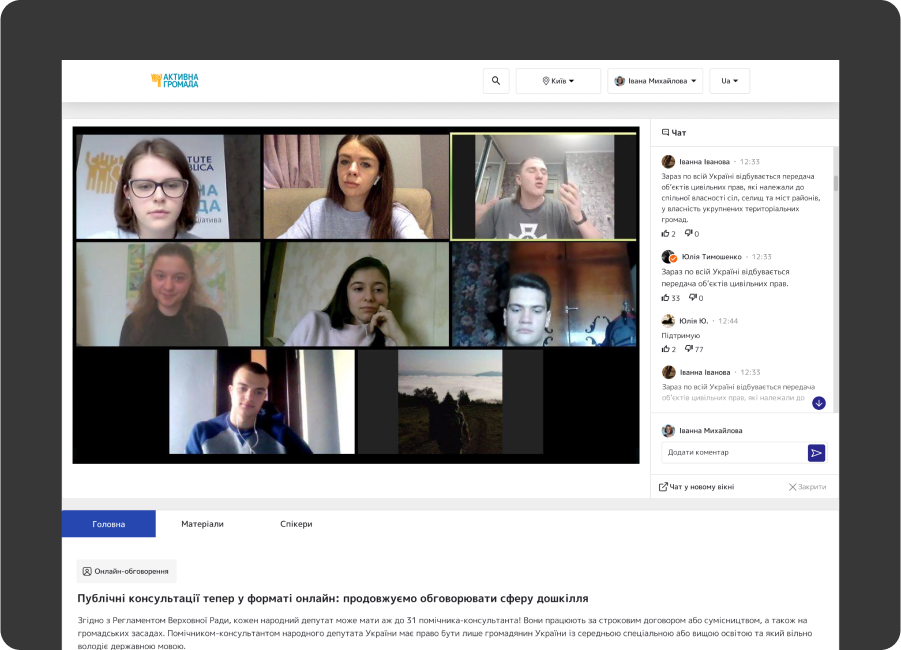 АКТИВНА
ГРОМАДА
Київ
Івана Михайлова
Ua
TUTE
BLICA
НА
ДА
ціатива
Чат
Іванна Іванова · 12:33
Зараз по всій Україні відбувається передача
об’єктів цивільних прав, які належали до
спільної власності сіл, селищ та міст районів,
у власність укрупнених територіальних
громад.
2 0
Юлія Тимошенко · 12:33
Зараз по всій Україні відбувається
передача об’єктів цивільних прав.
33 0
Юлія Ю. · 12:44
Підтримую
2 77
Іванна Іванова · 12:33
Зараз по всій Україні відбувається передача
об’єктів цивільних прав, які належали до
Іванна Михайлова
Додати коментар
Чат у новому вікні Закрити
Головна Матеріали Спікери
Онлайн-обговорення
Публічні консультації тепер у форматі онлайн: продовжуємо обговорювати сферу дошкілля
Згідно з Регламентом Верховної Ради, кожен народний депутат може мати аж до 31 помічника-консультанта! Вони працюють за строковим договором або сумісництвом, а також на
громадських засадах. Помічником-консультантом народного депутата України має право бути лише громадянин України із середньою спеціальною або вищою освітою та який вільно
володіє державною мовою.